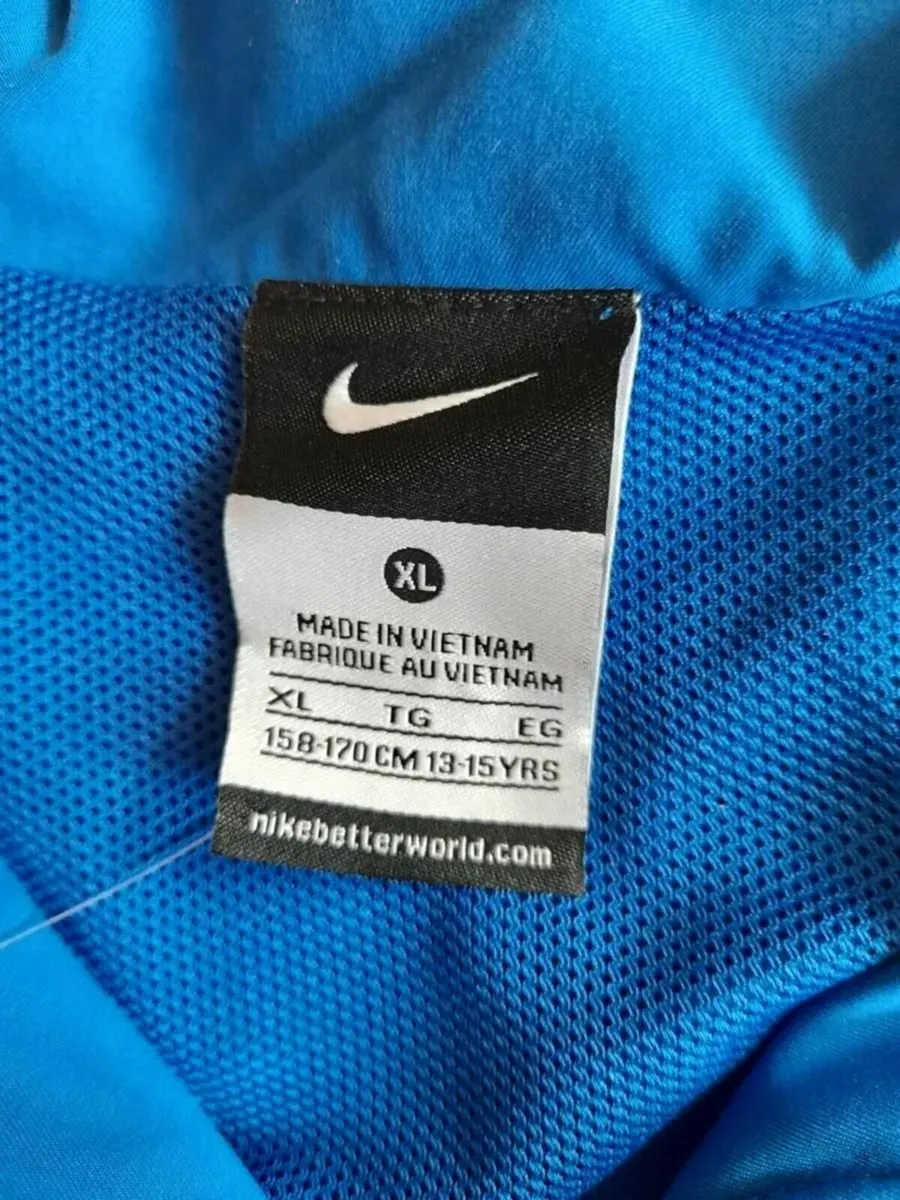 XL
MADE IN VIETNAM
FABRIQUE AU VIETNAM
XL TG EG
158-170 CM 13-15 YRS
nikebetterworld.com